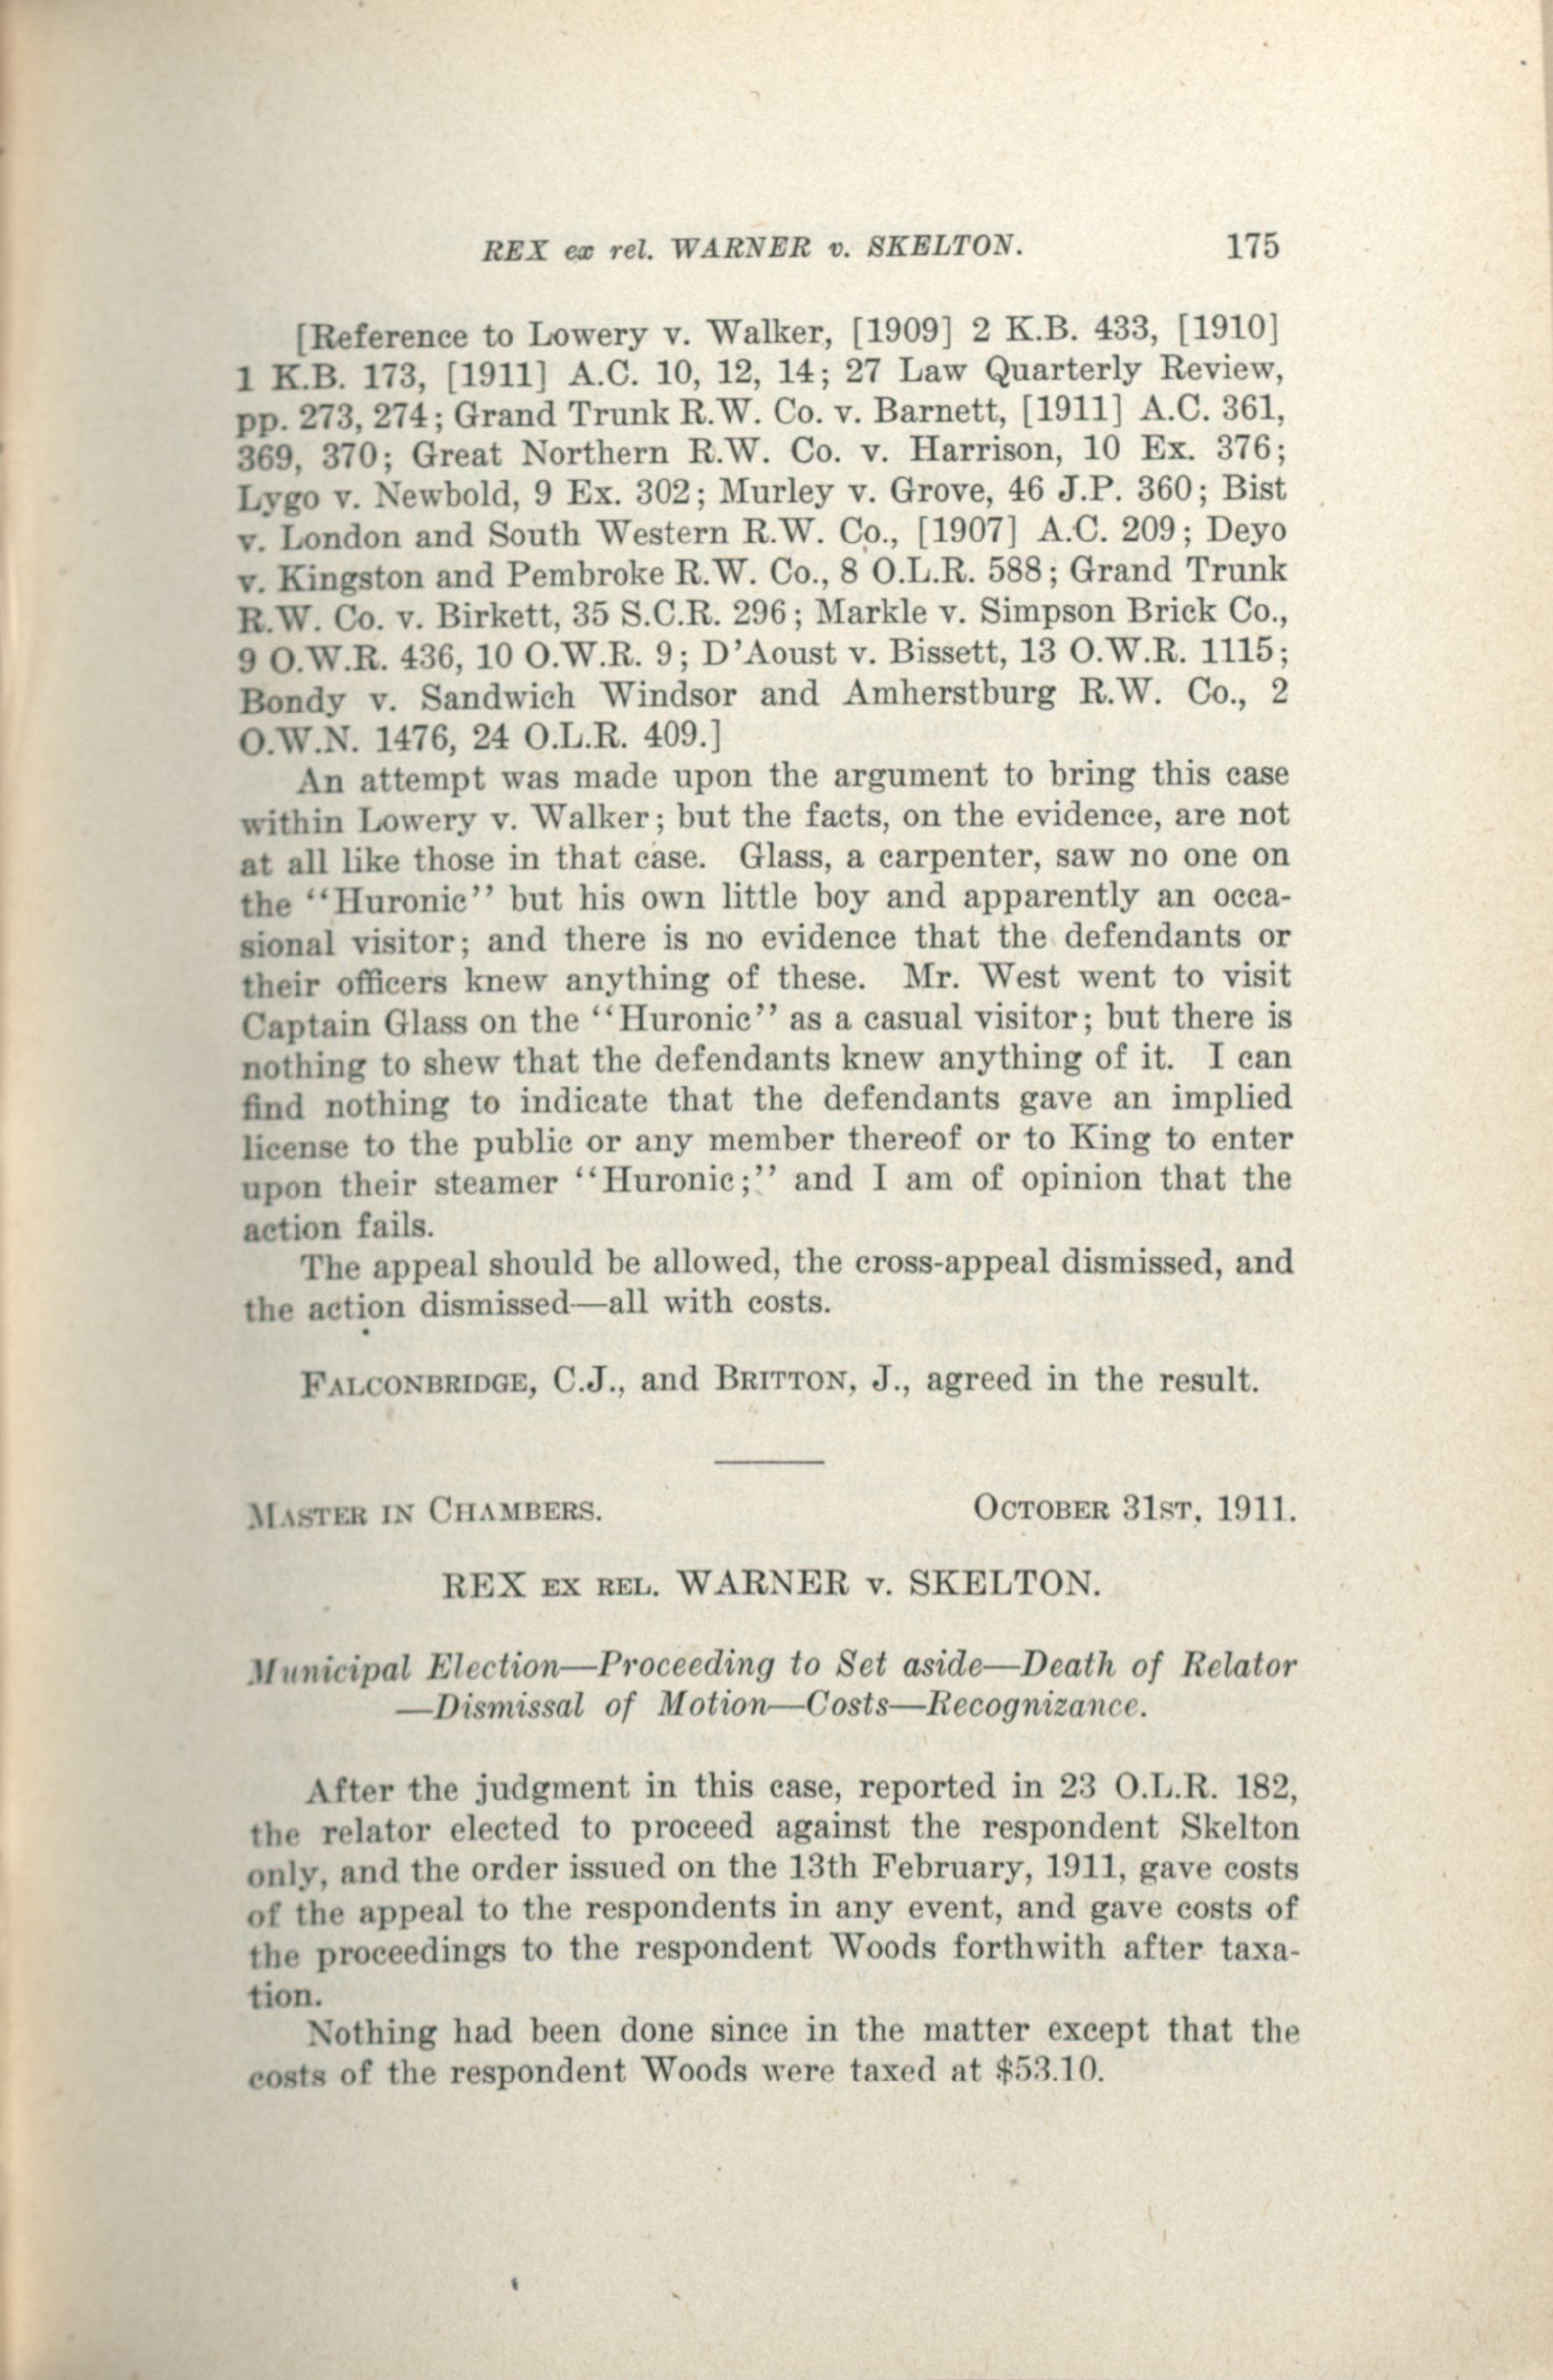 REX ex rel. WARNER v. SKELTON. 175
[Reference to Lowery v. Walker, [1909] 2 K.B. 433, [1910]
1 K.B. 173, [1911] A.C. 10, 12, 14; 27 Law Quarterly Review,
pp. 273, 274; Grand Trunk R.W. Co. v. Barnett, [1911] A.C. 361,
369, 370; Great Northern R.W. Co. v. Harrison, 10 Ex. 376;
Lygo v. Newbold, 9 Ex. 302; Murley v. Grove, 46 J.P. 360; Bist
v. London and South Western R.W. Co., [1907] A.C. 209; Deyo
v. Kingston and Pembroke R.W. Co., 8 O.L.R. 588; Grand Trunk
R.W. Co. v. Birkett, 35 S.C.R. 296; Markle v. Simpson Brick Co.,
9 O.W.R. 436, 10 O.W.R. 9; D'Aoust v. Bissett, 13 O.W.R. 1115;
Bondy v. Sandwich Windsor and Amherstburg R.W. Co., 2
O.W.N. 1476, 24 O.L.R. 409.]
An attempt was made upon the argument to bring this case
within Lowery v. Walker; but the facts, on the evidence, are not
at all like those in that case. Glass, a carpenter, saw no one on
the ''Huronic'' but his own little boy and apparently an occa-
sional visitor; and there is no evidence that the defendants or
their officers knew anything of these. Mr. West went to visit
Captain Glass on the ''Huronic'' as a casual visitor; but there is
nothing to shew that the defendants knew anything of it. I can
find nothing to indicate that the defendants gave an implied
license to the public or any member thereof or to King to enter
upon their steamer ''Huronic;'' and I am of opinion that the
action fails.
The appeal should be allowed, the cross-appeal dismissed, and
the action dismissed—all with costs.
FALCONBRIDGE, C.J., and BRITTON, J., agreed in the result.
MASTER IN CHAMBERS. OCTOBER 31ST, 1911.
REX EX REL. WARNER v. SKELTON.
Municipal Election—Proceeding to Set aside—Death of Relator
—Dismissal of Motion—Costs—Recognizance.
After the judgment in this case, reported in 23 O.L.R. 182,
the relator elected to proceed against the respondent Skelton
only, and the order issued on the 13th February, 1911, gave costs
of the appeal to the respondents in any event, and gave costs of
the proceedings to the respondent Woods forthwith after taxa-
tion.
Nothing had been done since in the matter except that the
costs of the respondent Woods were taxed at $53.10.